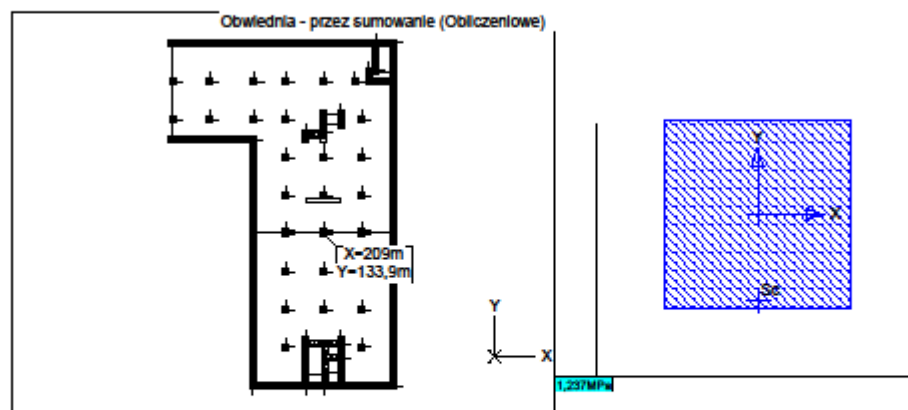 Obwiednia - przez sumowanie (Obliczeniowe)
X=209m
Y=133,9m
Y
X
Y
X
Sc
1,237MPa